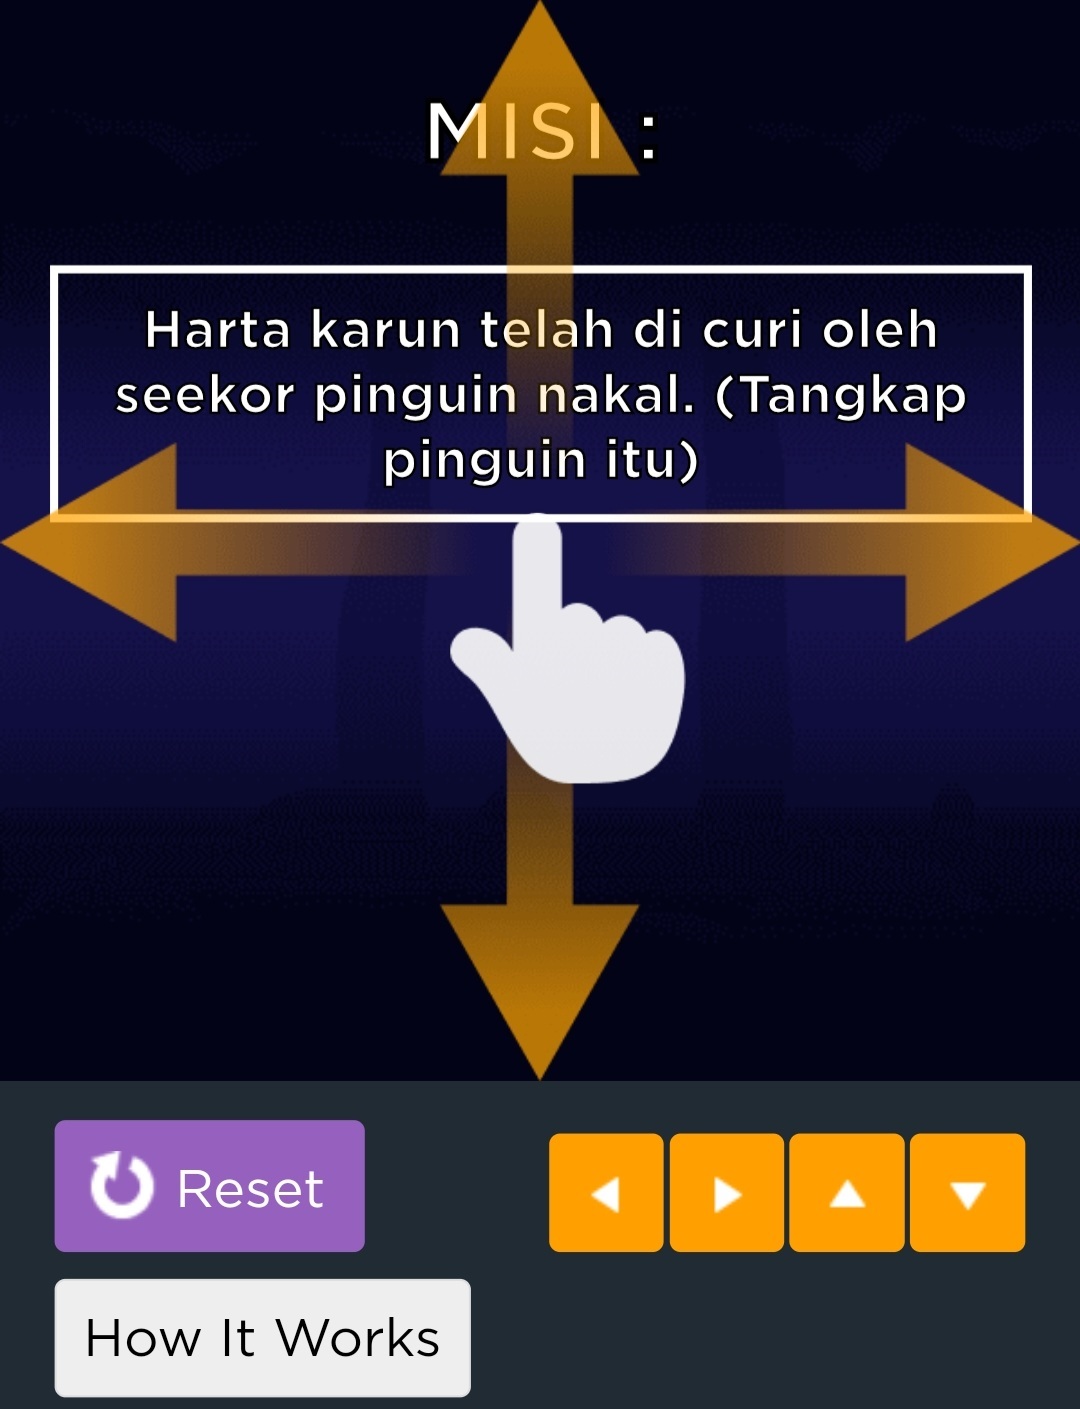 MISI :
Harta karun telah di curi oleh
seekor pinguin nakal. (Tangkap
pinguin itu)
Reset
How It Works